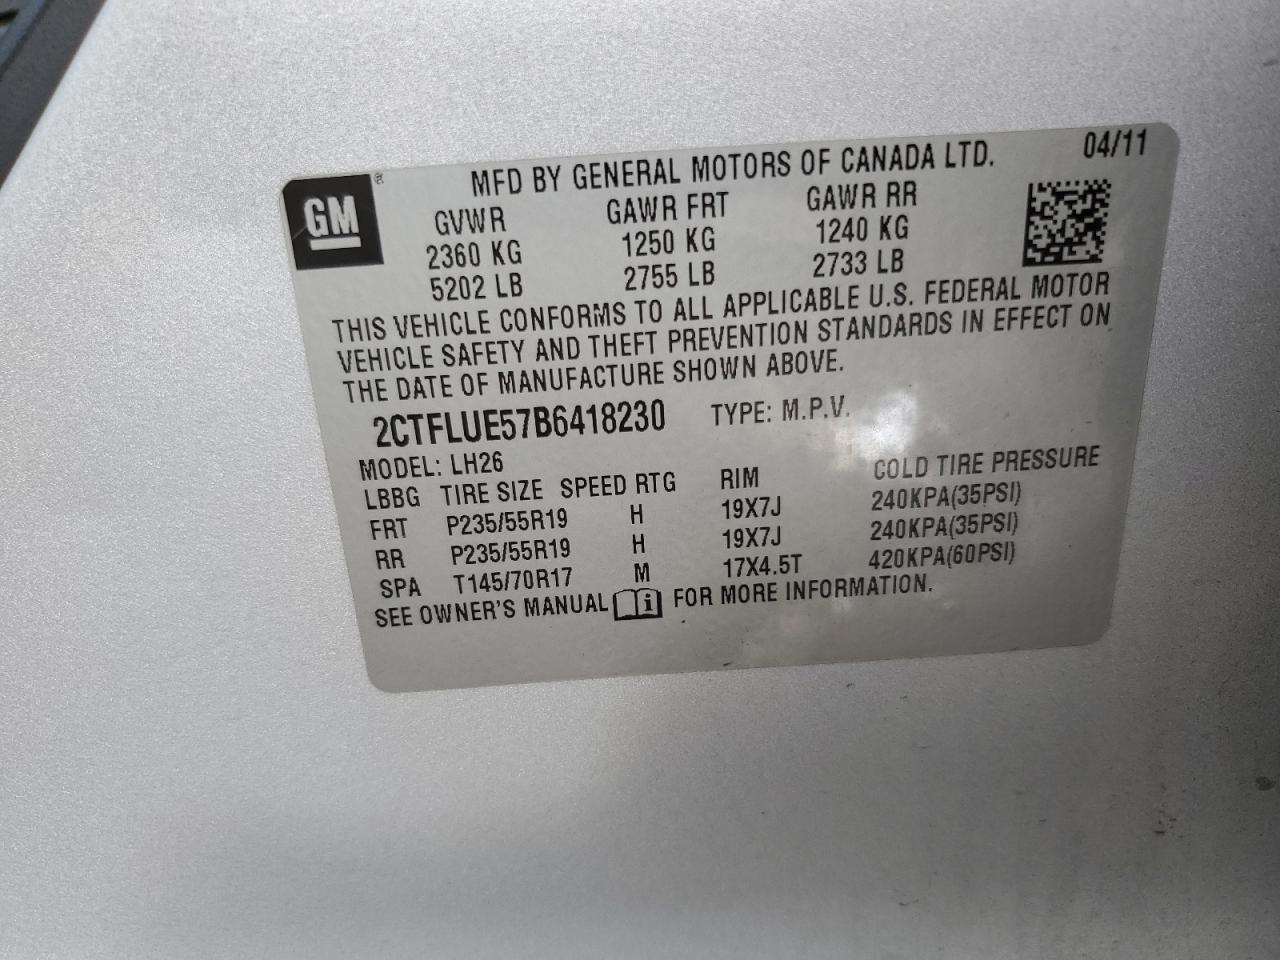 GM ®
MFD BY GENERAL MOTORS OF CANADA LTD. 04/11
GVWR GAWR FRT GAWR RR
2360 KG 1250 KG 1240 KG
5202 LB 2755 LB 2733 LB
THIS VEHICLE CONFORMS TO ALL APPLICABLE U.S. FEDERAL MOTOR
VEHICLE SAFETY AND THEFT PREVENTION STANDARDS IN EFFECT ON
THE DATE OF MANUFACTURE SHOWN ABOVE.
2CTFLUE57B6418230 TYPE: M.P.V.
MODEL: LH26
LBBG TIRE SIZE SPEED RTG RIM COLD TIRE PRESSURE
FRT P235/55R19 H 19X7J 240KPA(35PSI)
RR P235/55R19 H 19X7J 240KPA(35PSI)
SPA T145/70R17 M 17X4.5T 420KPA(60PSI)
SEE OWNER'S MANUAL i FOR MORE INFORMATION.